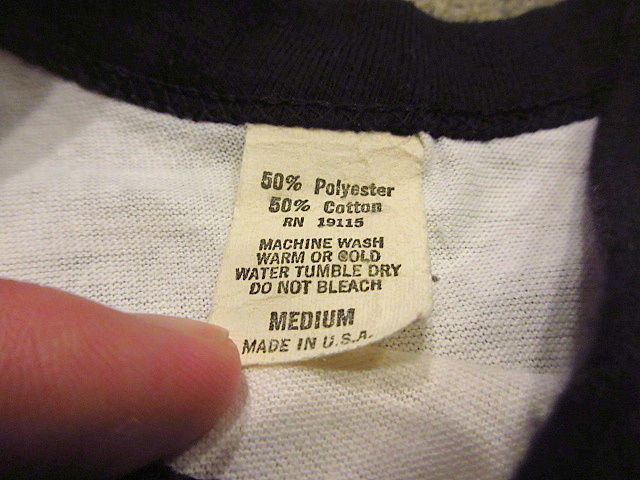 50% Polyester
50% Cotton
RN 19115
MACHINE WASH
WARM OR COLD
WATER TUMBLE DRY
DO NOT BLEACH
MEDIUM
MADE IN U.S.A.